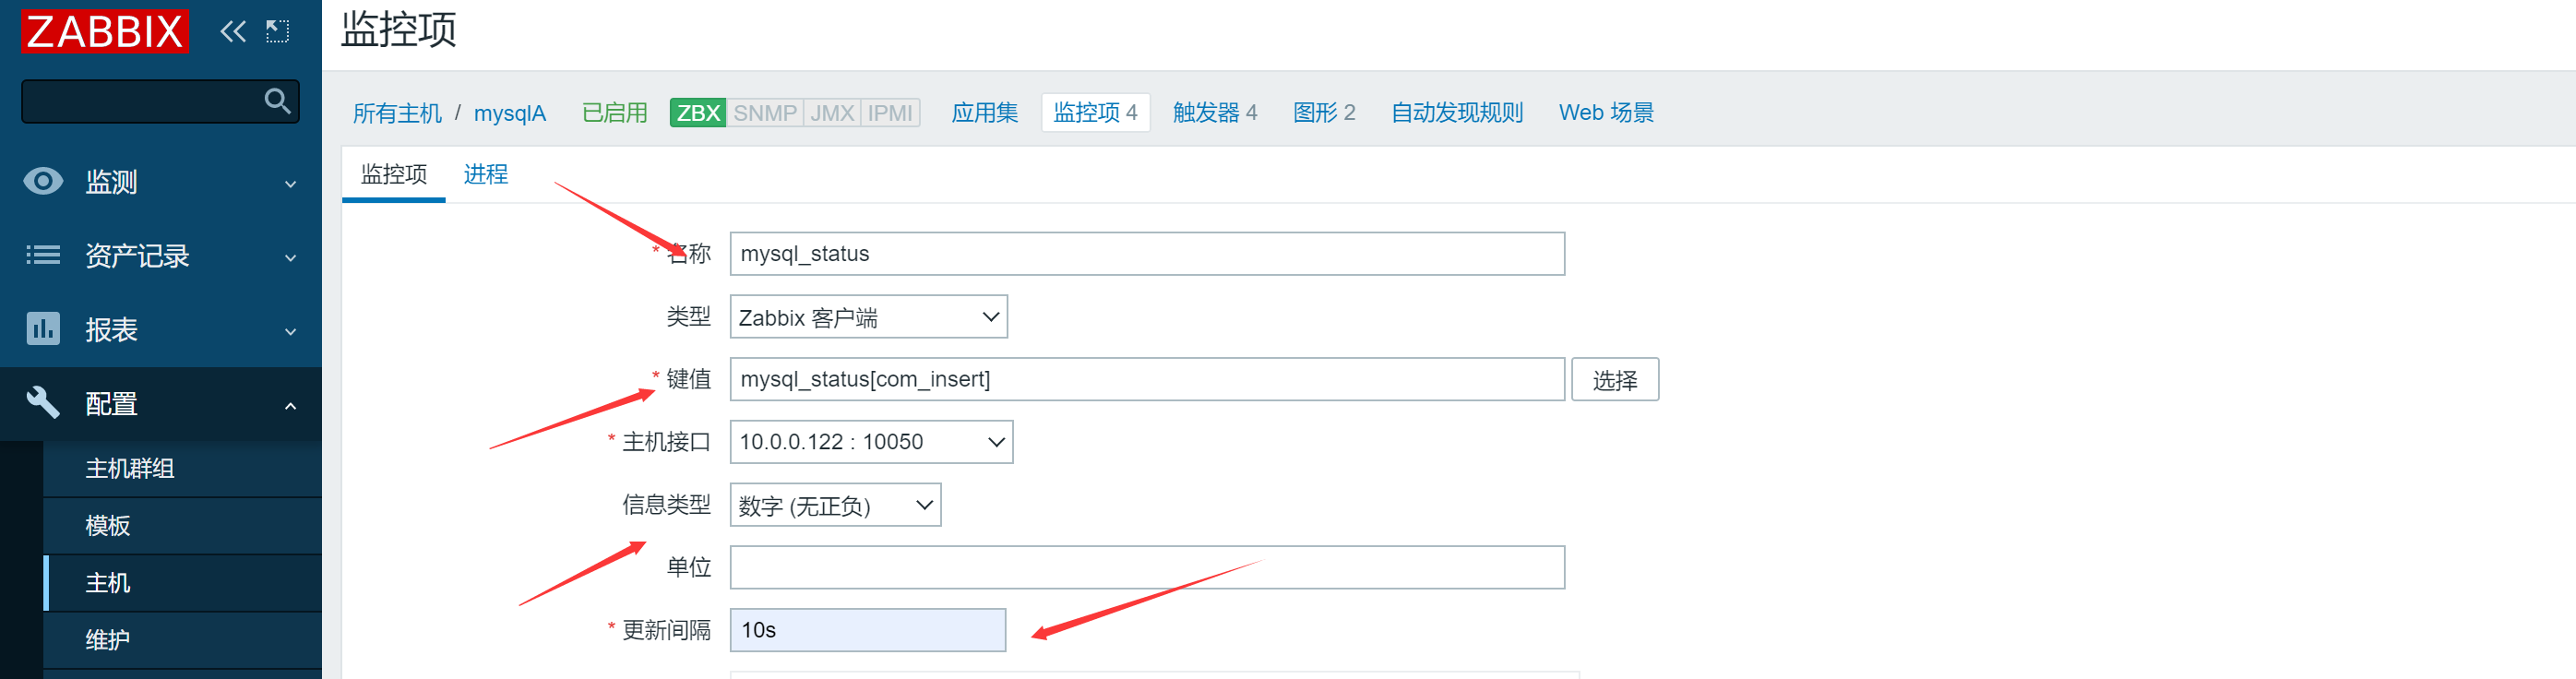 ZABBIX
监控项
所有主机 / mysqlA 已启用 ZBX SNMP JMX IPMI 应用集 监控项 4 触发器 4 图形 2 自动发现规则 Web 场景
监测
资产记录
报表
配置
主机群组
模板
主机
维护
监控项 进程
* 名称 mysql_status
类型 Zabbix 客户端
* 键值 mysql_status[com_insert] 选择
* 主机接口 10.0.0.122 : 10050
信息类型 数字 (无正负)
单位
* 更新间隔 10s